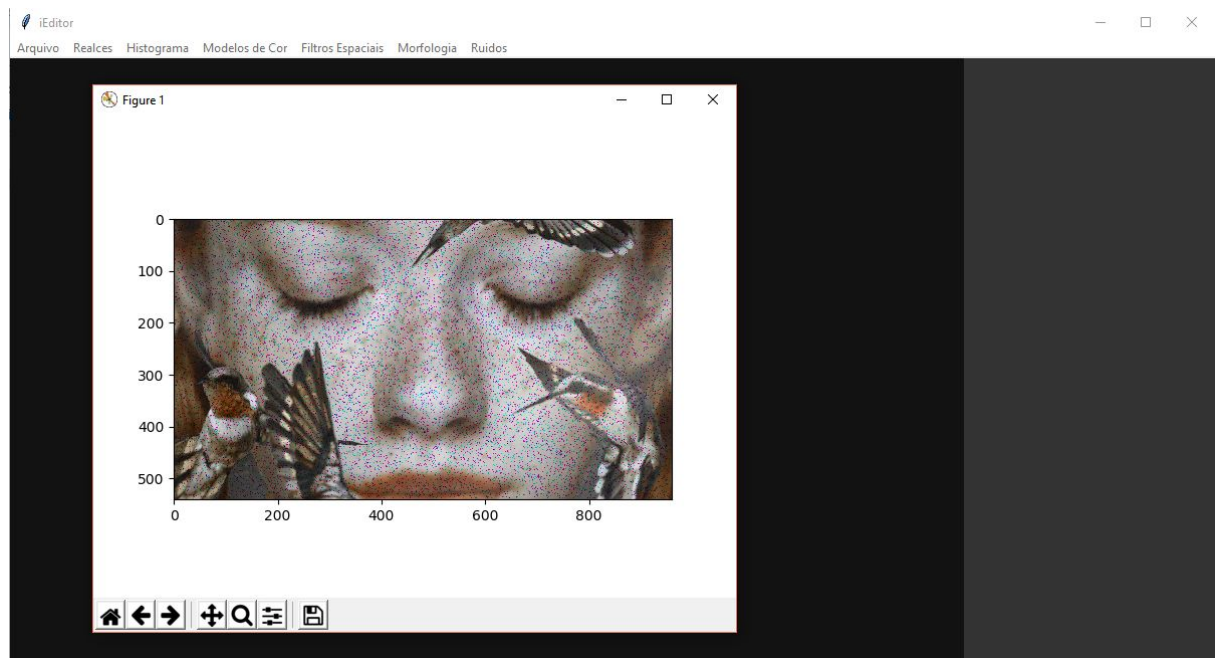 iEditor
Arquivo Realces Histograma Modelos de Cor Filtros Espaciais Morfologia Ruidos
Figure 1
0
100
200
300
400
500
0 200 400 600 800